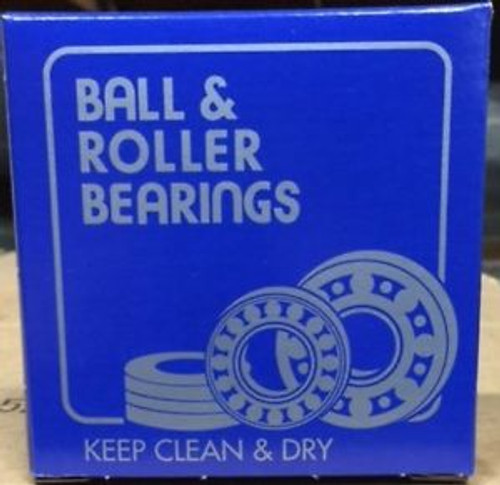 BALL &
ROLLER
BEARINGS
KEEP CLEAN & DRY